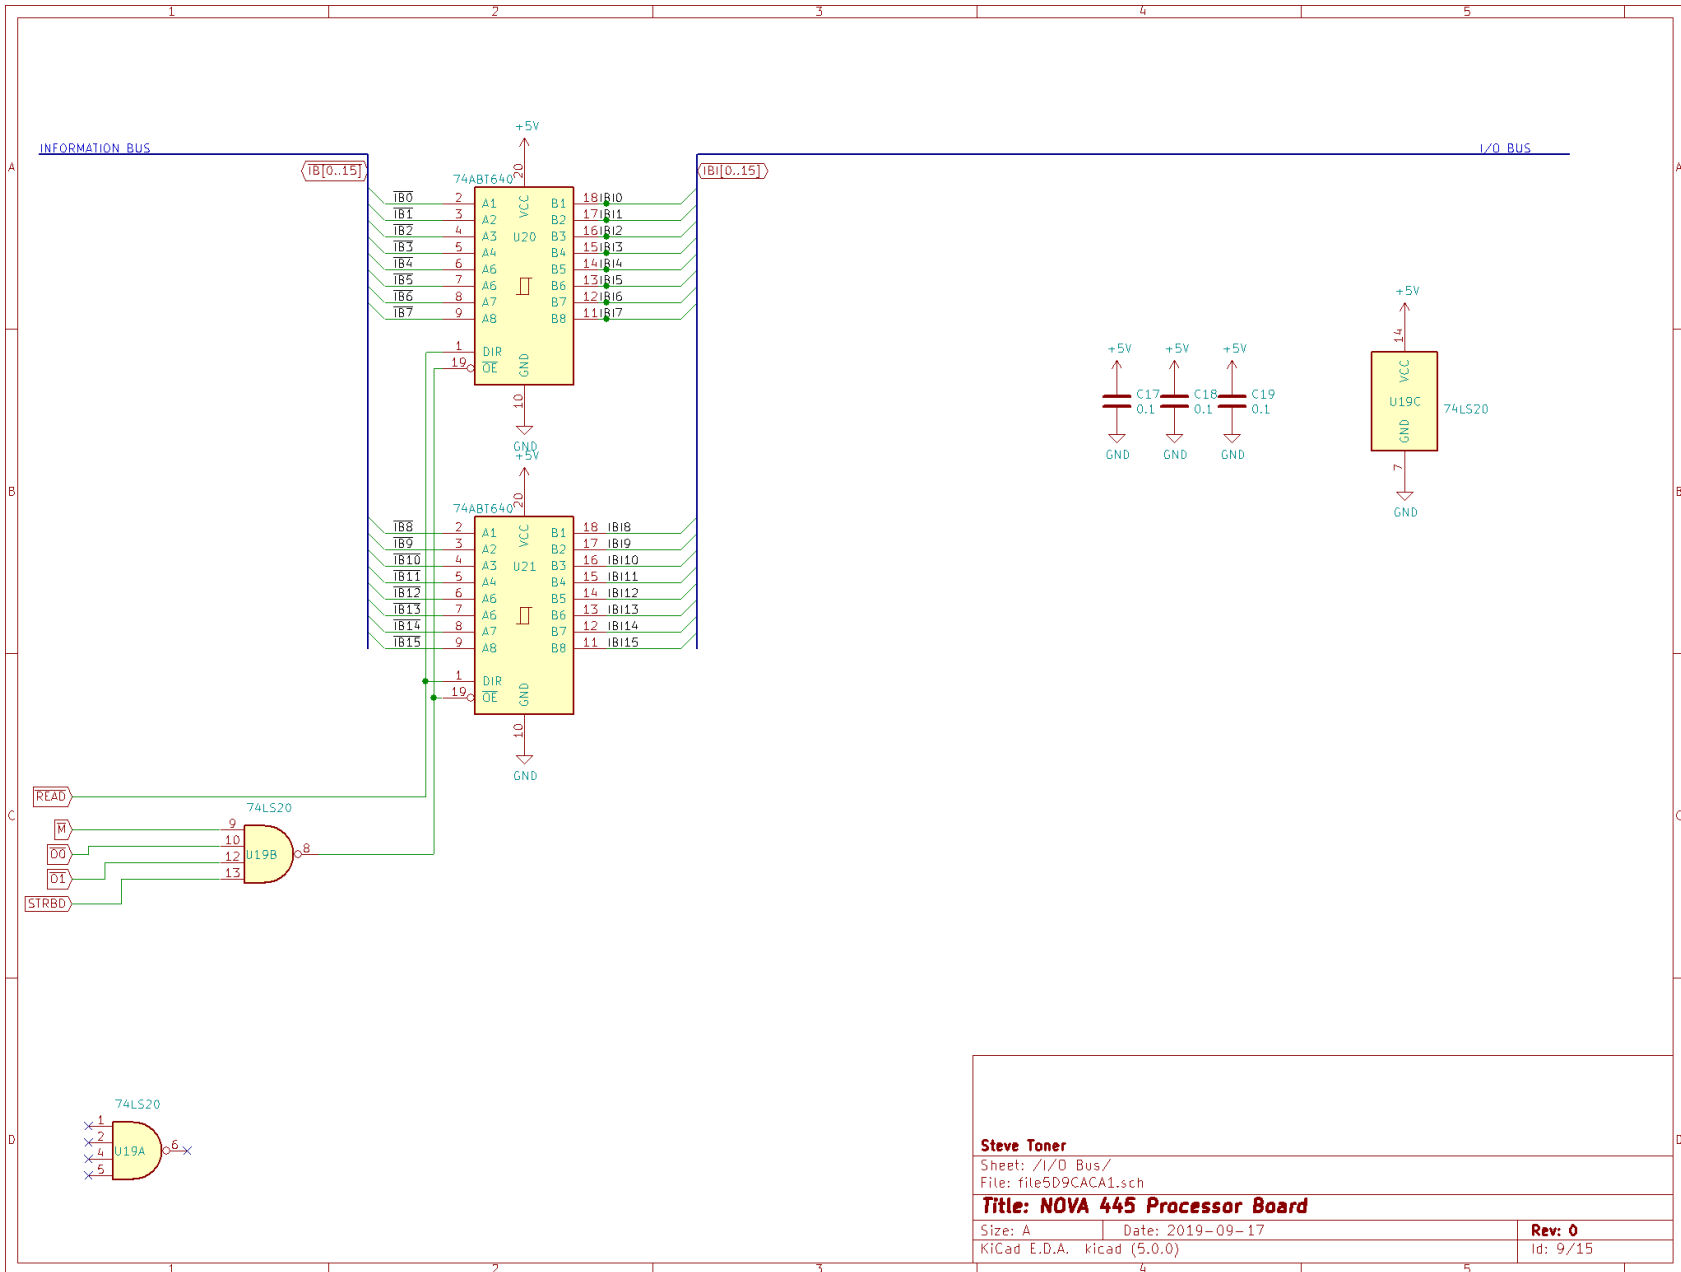 1 2 3 4 5
A
B
C
D
INFORMATION BUS
I/O BUS
IB[0..15]
IBI[0..15]
+5V
20
74ABT640
VCC
U20
IB0 2 A1 B1 18 IBI0
IB1 3 A2 B2 17 IBI1
IB2 4 A3 B3 16 IBI2
IB3 5 A4 B4 15 IBI3
IB4 6 A6 B5 14 IBI4
IB5 7 A6 B6 13 IBI5
IB6 8 A7 B7 12 IBI6
IB7 9 A8 B8 11 IBI7
1 DIR
19 OE
GND
10
GND
+5V
20
74ABT640
VCC
U21
IB8 2 A1 B1 18 IBI8
IB9 3 A2 B2 17 IBI9
IB10 4 A3 B3 16 IBI10
IB11 5 A4 B4 15 IBI11
IB12 6 A6 B5 14 IBI12
IB13 7 A6 B6 13 IBI13
IB14 8 A7 B7 12 IBI14
IB15 9 A8 B8 11 IBI15
1 DIR
19 OE
GND
10
GND
+5V +5V +5V
C17 C18 C19
0.1 0.1 0.1
GND GND GND
+5V
14
VCC
U19C
74LS20
GND
7
GND
READ
74LS20
M 9
O0 10
O1 12
STRBD 13
U19B
8
74LS20
1
2
4
5
U19A
6
Steve Toner
Sheet: /I/O Bus/
File: file5D9CACA1.sch
Title: NOVA 445 Processor Board
Size: A Date: 2019-09-17 Rev: 0
KiCad E.D.A. kicad (5.0.0) Id: 9/15
A
B
C
D
1 2 3 4 5